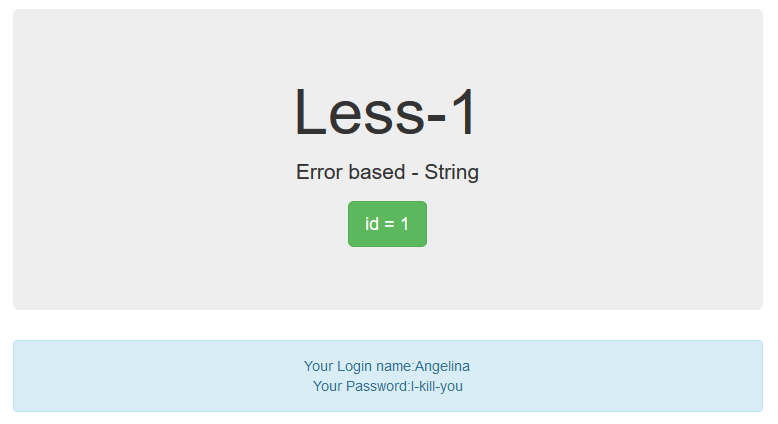 Less-1
Error based - String
id = 1
Your Login name:Angelina
Your Password:I-kill-you